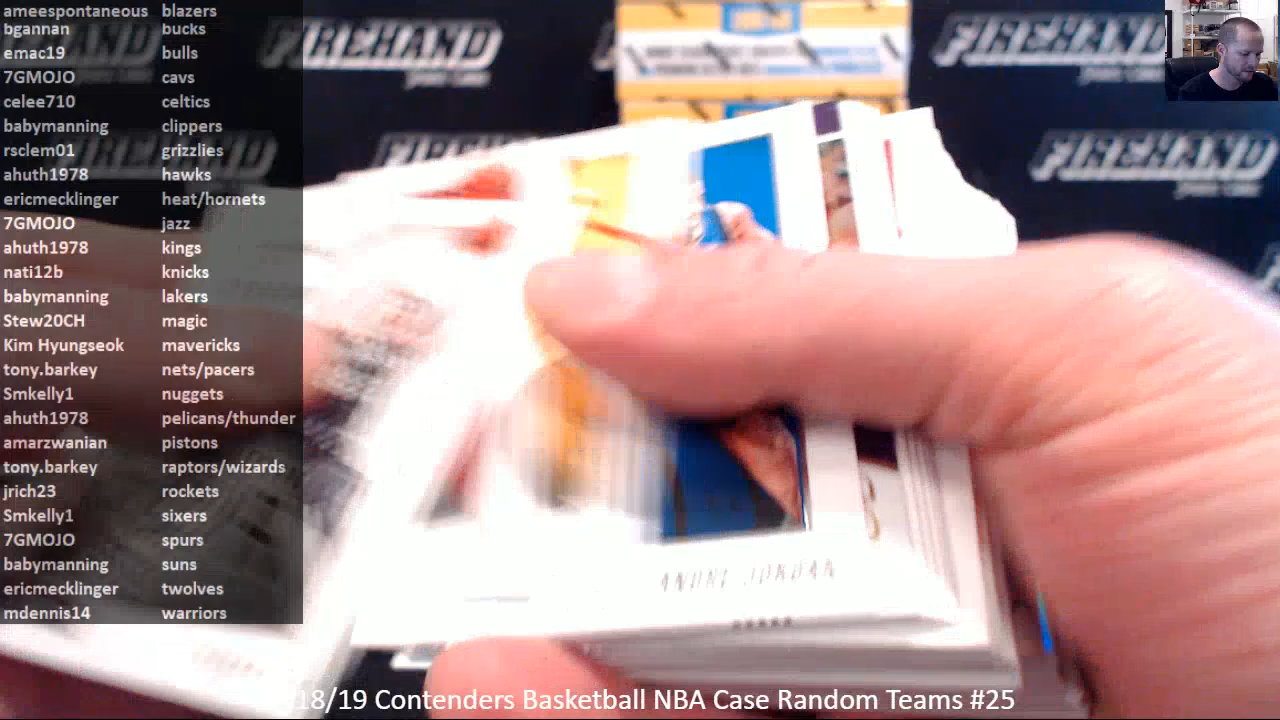 ameespontaneous blazers
bgannan bucks
emac19 bulls
7GMOJO cavs
celee710 celtics
babymanning clippers
rsclem01 grizzlies
ahuth1978 hawks
ericmecklinger heat/hornets
7GMOJO jazz
ahuth1978 kings
nati12b knicks
babymanning lakers
Stew20CH magic
Kim Hyungseok mavericks
tony.barkey nets/pacers
Smkelly1 nuggets
ahuth1978 pelicans/thunder
amarzwanian pistons
tony.barkey raptors/wizards
jrich23 rockets
Smkelly1 sixers
7GMOJO spurs
babymanning suns
ericmecklinger twolves
mdennis14 warriors
FIREHAND
FIREHAND
FIREHAND
JORDAN
18/19 Contenders Basketball NBA Case Random Teams #25